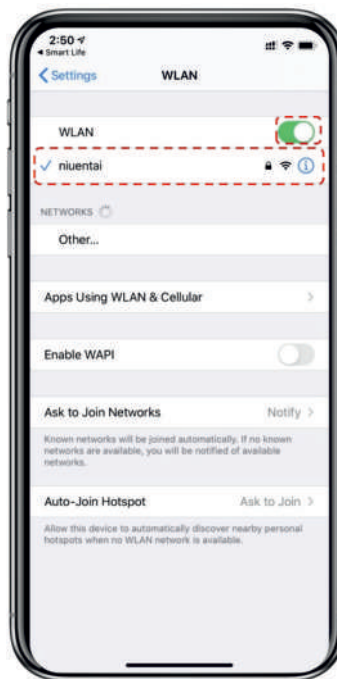 2:50
Smart Life
Settings
WLAN
WLAN
niuentai
NETWORKS
Other...
Apps Using WLAN & Cellular
Enable WAPI
Ask to Join Networks
Notify
Known networks will be joined automatically. If no known
networks are available, you will be notified of available
networks.
Auto-Join Hotspot
Ask to Join
Allow this device to automatically discover nearby personal
hotspots when no WLAN network is available.